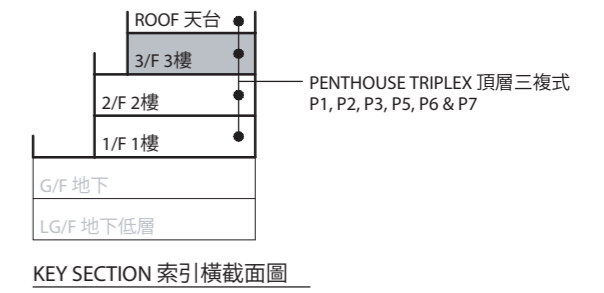 ROOF 天台
3/F 3樓
PENTHOUSE TRIPLEX 頂層三複式
2/F 2樓
P1, P2, P3, P5, P6 & P7
1/F 1樓
G/F 地下
LG/F 地下低層
KEY SECTION 索引橫截面圖